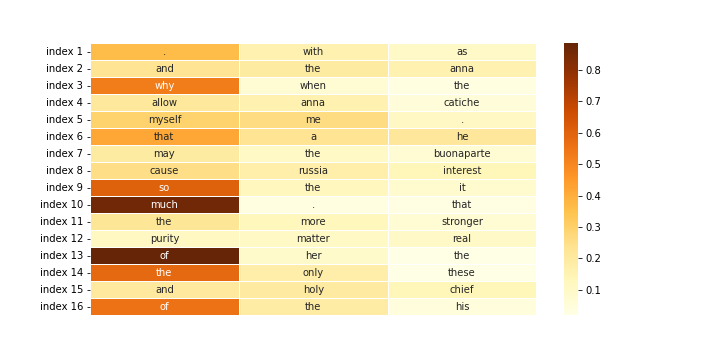 index 1 . with as
index 2 and the anna
index 3 why when the
index 4 allow anna catiche
index 5 myself me .
index 6 that a he
index 7 may the buonaparte
index 8 cause russia interest
index 9 so the it
index 10 much . that
index 11 the more stronger
index 12 purity matter real
index 13 of her the
index 14 the only these
index 15 and holy chief
index 16 of the his
0.8
0.7
0.6
0.5
0.4
0.3
0.2
0.1